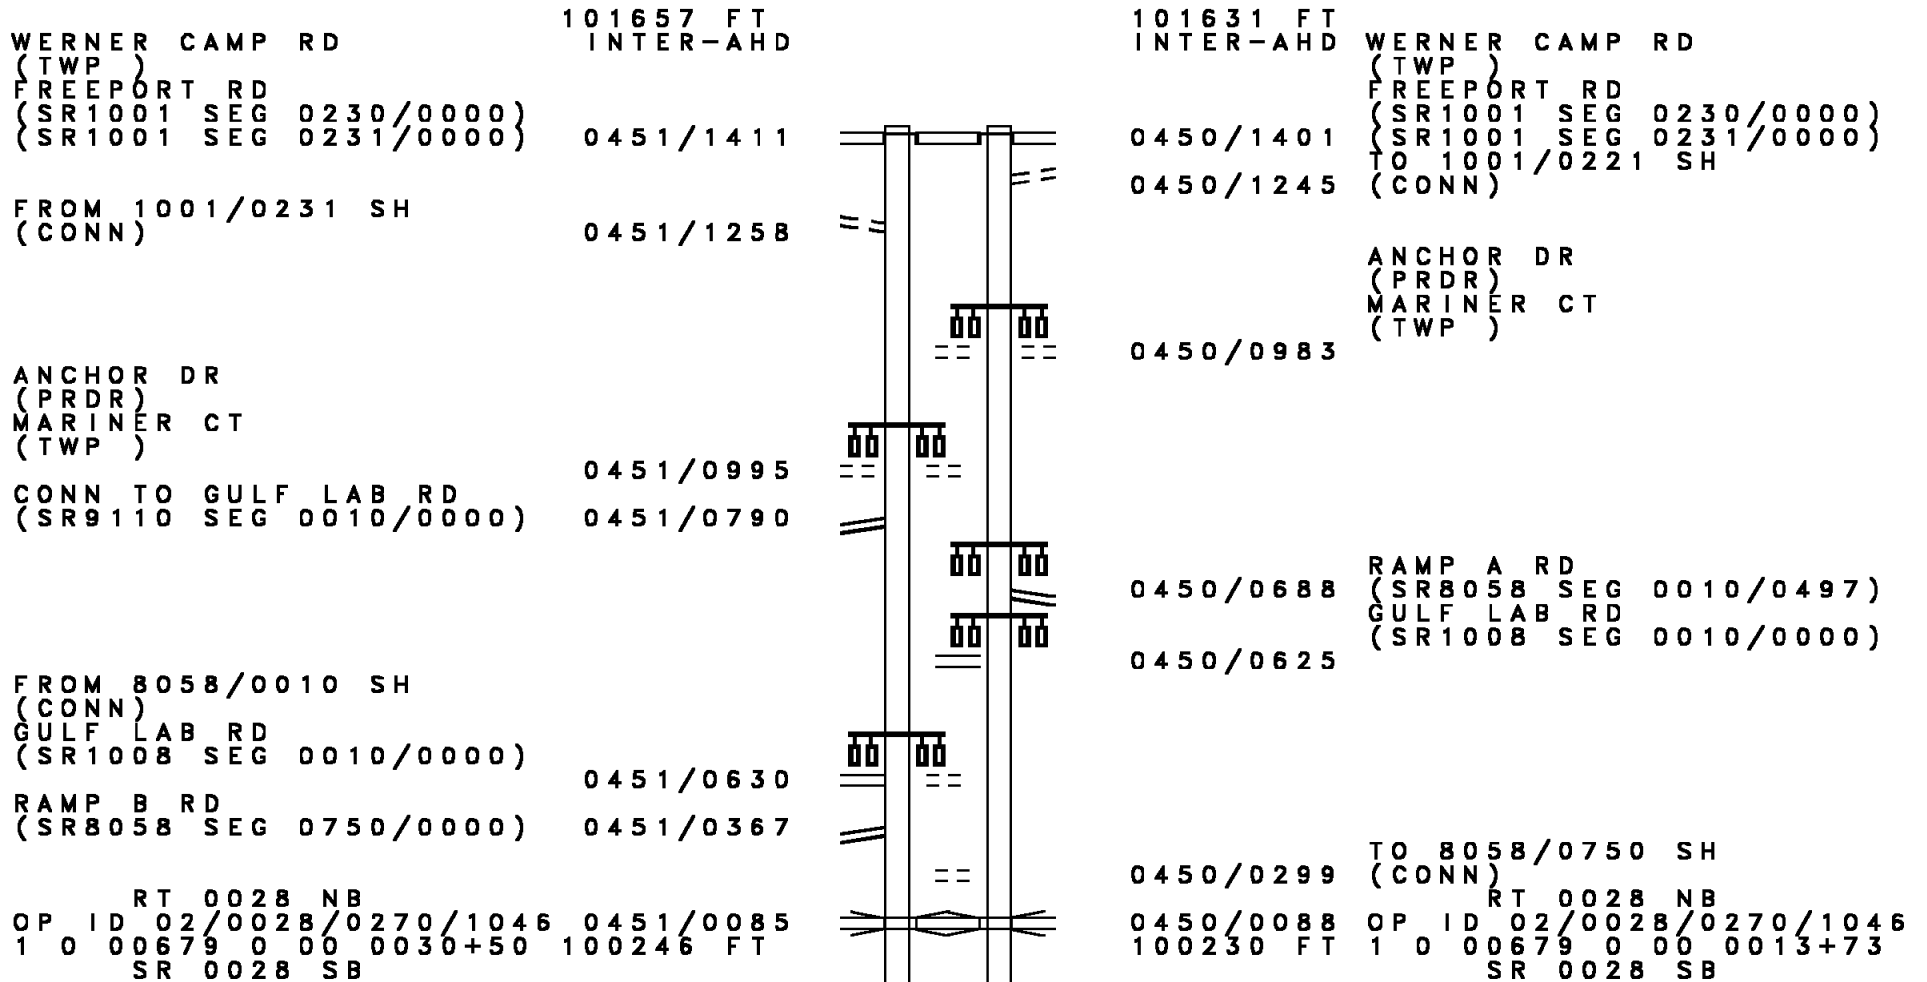 101657 FT
WERNER CAMP RD INTER-AHD
(TWP )
FREEPORT RD
(SR1001 SEG 0230/0000)
(SR1001 SEG 0231/0000) 0451/1411
FROM 1001/0231 SH
(CONN) 0451/1258
ANCHOR DR
(PRDR)
MARINER CT
(TWP )
0451/0995
CONN TO GULF LAB RD
(SR9110 SEG 0010/0000) 0451/0790
FROM 8058/0010 SH
(CONN)
GULF LAB RD
(SR1008 SEG 0010/0000)
0451/0630
RAMP B RD
(SR8058 SEG 0750/0000) 0451/0367
RT 0028 NB
OP ID 02/0028/0270/1046 0451/0085
1 0 00679 0 00 0030+50 100246 FT
SR 0028 SB
101631 FT
INTER-AHD WERNER CAMP RD
(TWP )
FREEPORT RD
(SR1001 SEG 0230/0000)
0450/1401 (SR1001 SEG 0231/0000)
TO 1001/0221 SH
0450/1245 (CONN)
ANCHOR DR
(PRDR)
MARINER CT
(TWP )
0450/0983
RAMP A RD
0450/0688 (SR8058 SEG 0010/0497)
GULF LAB RD
(SR1008 SEG 0010/0000)
0450/0625
TO 8058/0750 SH
0450/0299 (CONN)
RT 0028 NB
0450/0088 OP ID 02/0028/0270/1046
100230 FT 1 0 00679 0 00 0013+73
SR 0028 SB